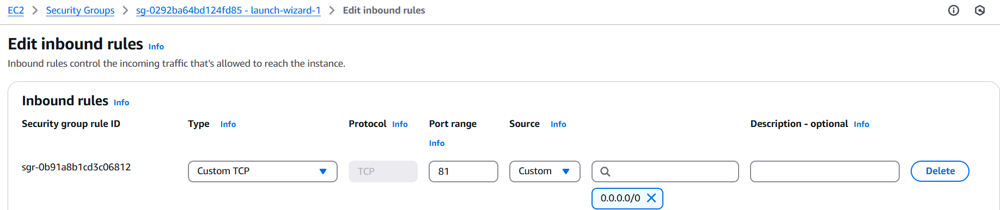 EC2 > Security Groups > sg-0292ba64bd124fd85 - launch-wizard-1 > Edit inbound rules
Edit inbound rules Info
Inbound rules control the incoming traffic that's allowed to reach the instance.
Inbound rules Info
Security group rule ID Type Info Protocol Info Port range Source Info Description - optional Info
Info
sgr-0b91a8b1cd3c06812 Custom TCP TCP 81 Custom Delete
0.0.0.0/0